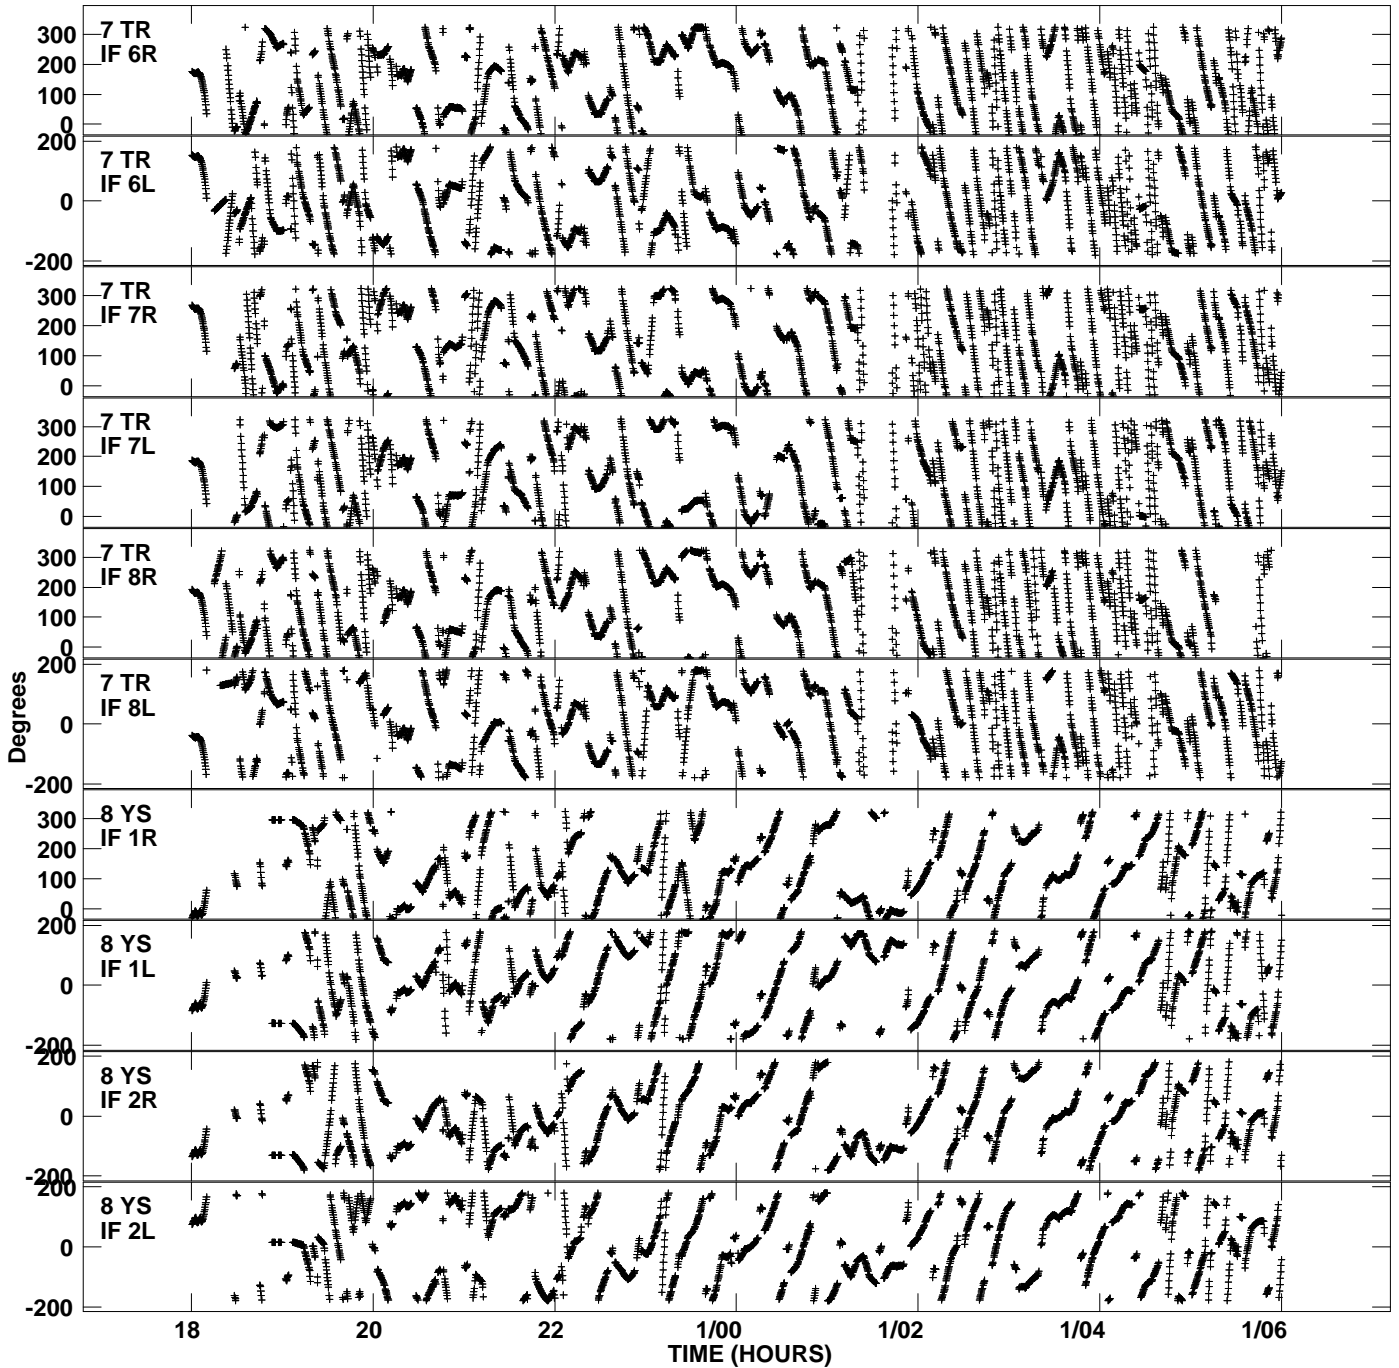 7 TR
IF 6R
300
200
100
0
7 TR
IF 6L
200
0
-200
7 TR
IF 7R
300
200
100
0
7 TR
IF 7L
300
200
100
0
7 TR
IF 8R
300
200
100
0
7 TR
IF 8L
200
0
-200
Degrees
8 YS
IF 1R
300
200
100
0
8 YS
IF 1L
200
0
-200
8 YS
IF 2R
200
0
-200
8 YS
IF 2L
200
0
-200
18 20 22 1/00 1/02 1/04 1/06
TIME (HOURS)